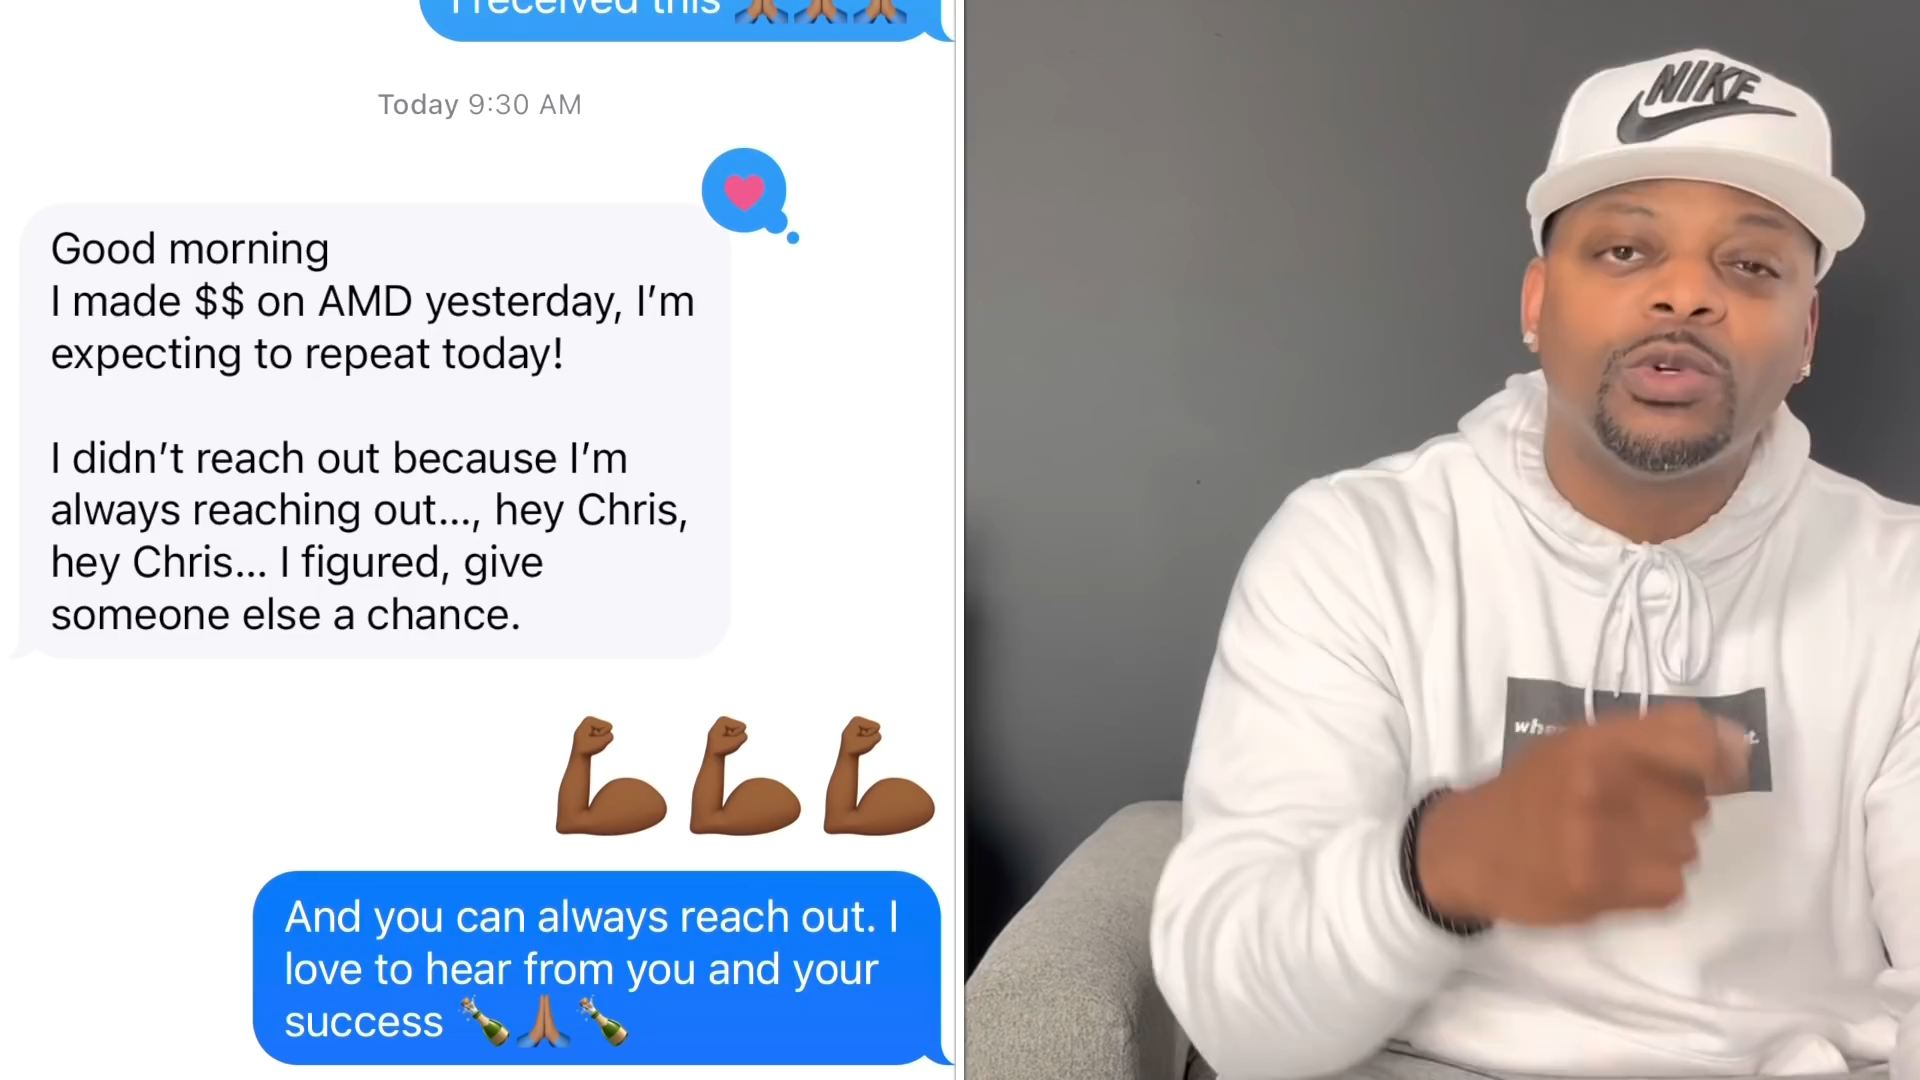 I received this 🙏🏾🙏🏾🙏🏾
Today 9:30 AM
Good morning
I made $$ on AMD yesterday, I’m
expecting to repeat today!
I didn’t reach out because I’m
always reaching out..., hey Chris,
hey Chris... I figured, give
someone else a chance.
💪🏾💪🏾💪🏾
And you can always reach out. I
love to hear from you and your
success 🍾🙏🏾🍾
NIKE